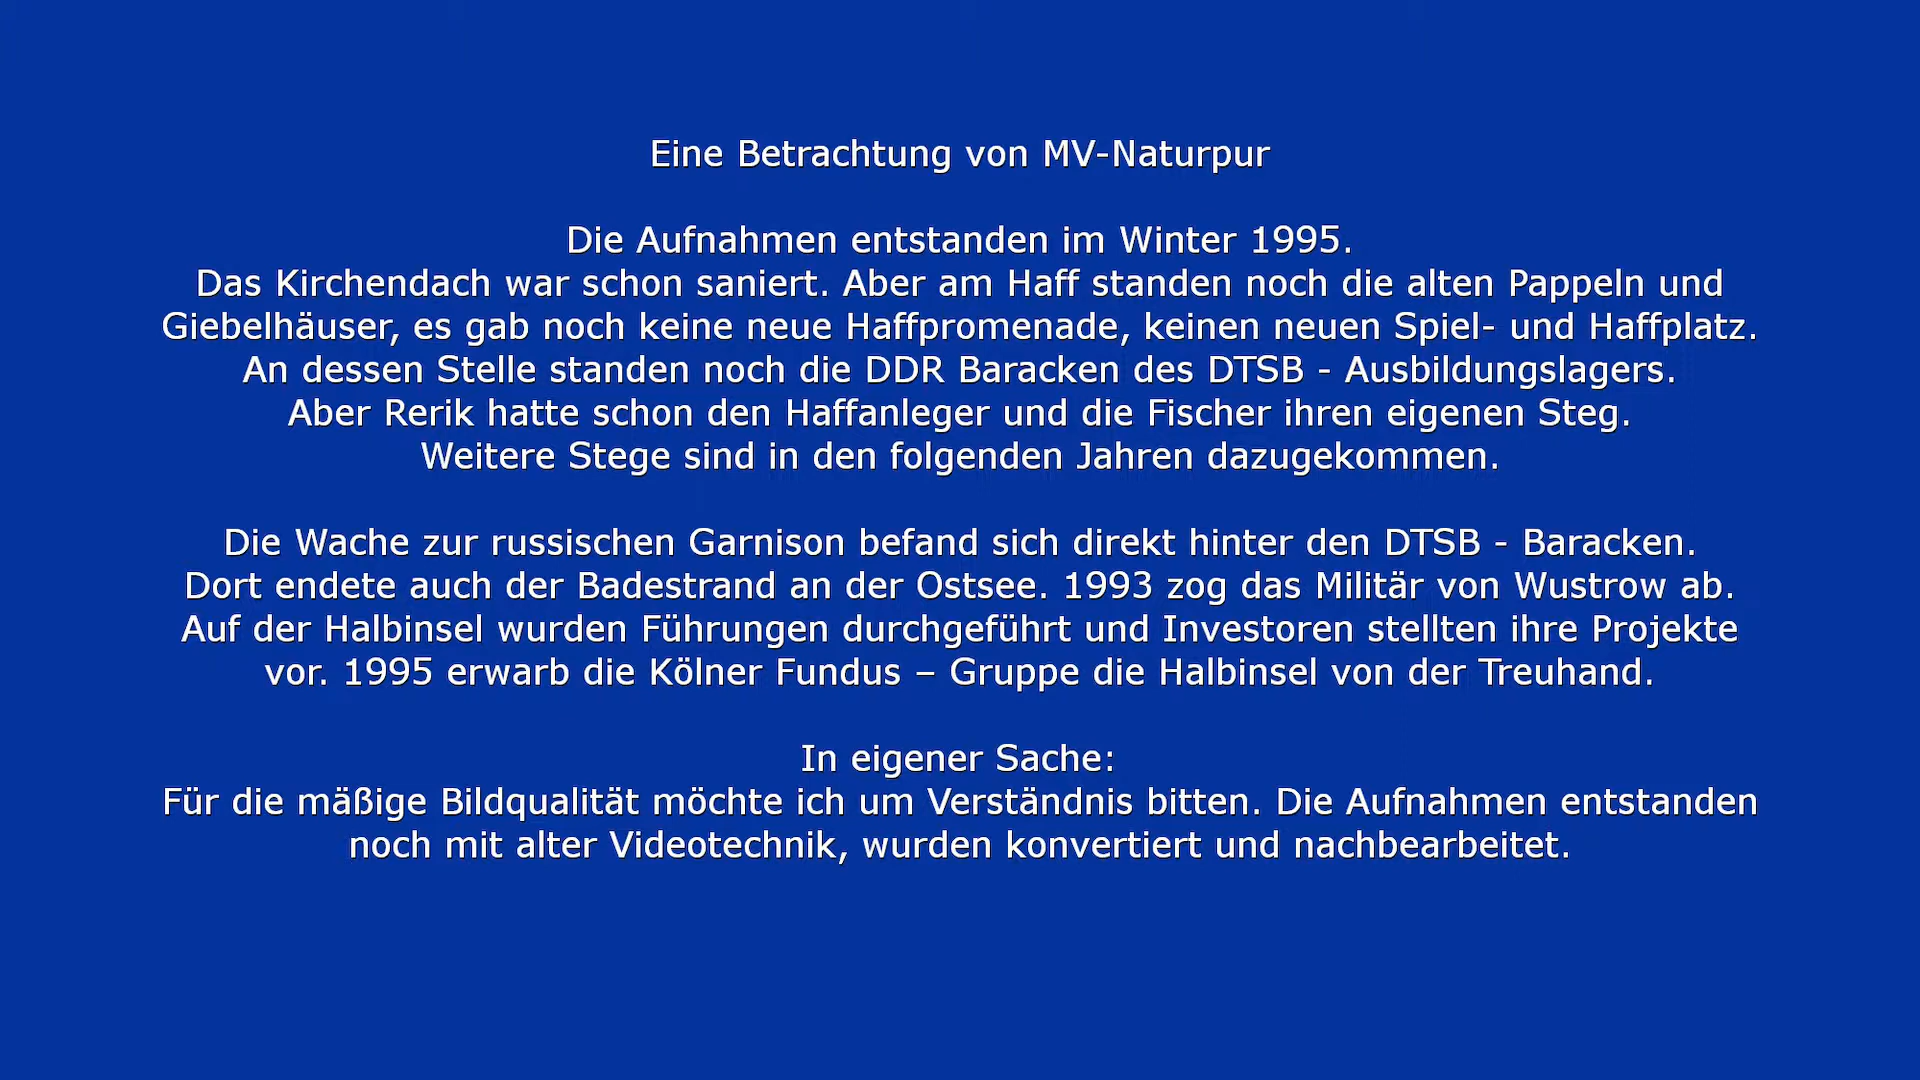 Eine Betrachtung von MV-Naturpur
Die Aufnahmen entstanden im Winter 1995.
Das Kirchendach war schon saniert. Aber am Haff standen noch die alten Pappeln und
Giebelhäuser, es gab noch keine neue Haffpromenade, keinen neuen Spiel- und Haffplatz.
An dessen Stelle standen noch die DDR Baracken des DTSB - Ausbildungslagers.
Aber Rerik hatte schon den Haffanleger und die Fischer ihren eigenen Steg.
Weitere Stege sind in den folgenden Jahren dazugekommen.
Die Wache zur russischen Garnison befand sich direkt hinter den DTSB - Baracken.
Dort endete auch der Badestrand an der Ostsee. 1993 zog das Militär von Wustrow ab.
Auf der Halbinsel wurden Führungen durchgeführt und Investoren stellten ihre Projekte
vor. 1995 erwarb die Kölner Fundus – Gruppe die Halbinsel von der Treuhand.
In eigener Sache:
Für die mäßige Bildqualität möchte ich um Verständnis bitten. Die Aufnahmen entstanden
noch mit alter Videotechnik, wurden konvertiert und nachbearbeitet.